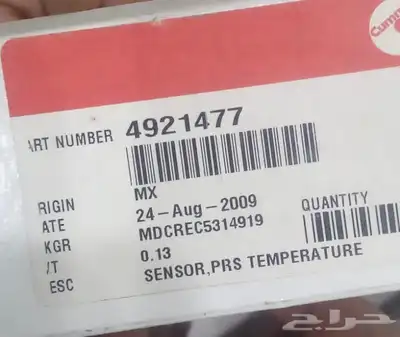 Cummi
ART NUMBER 4921477
RIGIN MX
ATE 24-Aug-2009 QUANTITY
KGR MDCREC5314919
/T 0.13
ESC SENSOR,PRS TEMPERATURE
حراج